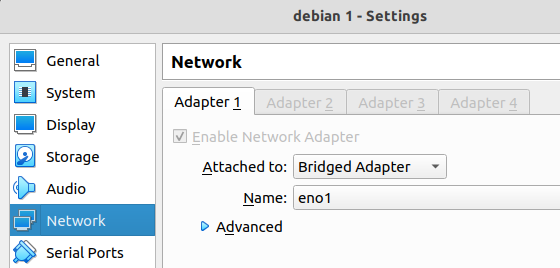 debian 1 - Settings
General
System
Display
Storage
Audio
Network
Serial Ports
Network
Adapter 1 Adapter 2 Adapter 3 Adapter 4
Enable Network Adapter
Attached to: Bridged Adapter
Name: eno1
Advanced